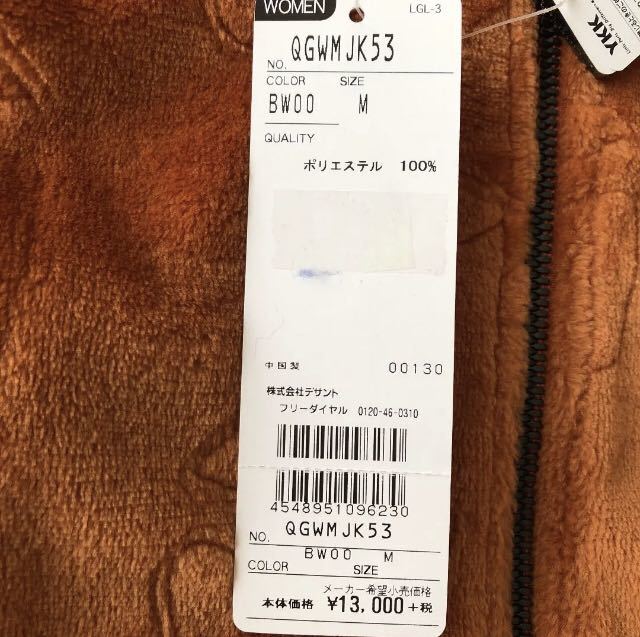 WOMEN
LGL-3
NO. QGWMJK53
COLOR SIZE
BW00 M
QUALITY
ポリエステル 100%
中国製 00130
株式会社デサント
フリーダイヤル 0120-46-0310
4548951096230
NO. QGWMJK53
BW00 M
COLOR SIZE
メーカー希望小売価格
本体価格 ¥13,000+税
YKK